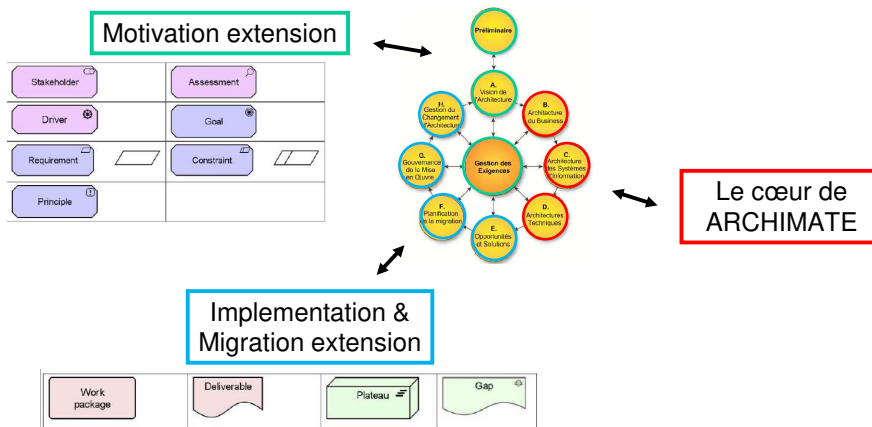 Motivation extension
Stakeholder
Assessment
Driver
Goal
Requirement
Constraint
Principle
Préliminaire
A.
Vision de
l'Architecture
H.
Gestion du
Changement
d'Architecture
B.
Architecture
du Business
G.
Gouvernance
de la Mise
en Œuvre
Gestion des
Exigences
C.
Architecture
des Systèmes
d'Information
F.
Planification
de la migration
D.
Architectures
Techniques
E.
Opportunités
et Solutions
Le cœur de
ARCHIMATE
Implementation &
Migration extension
Work
package
Deliverable
Plateau
Gap